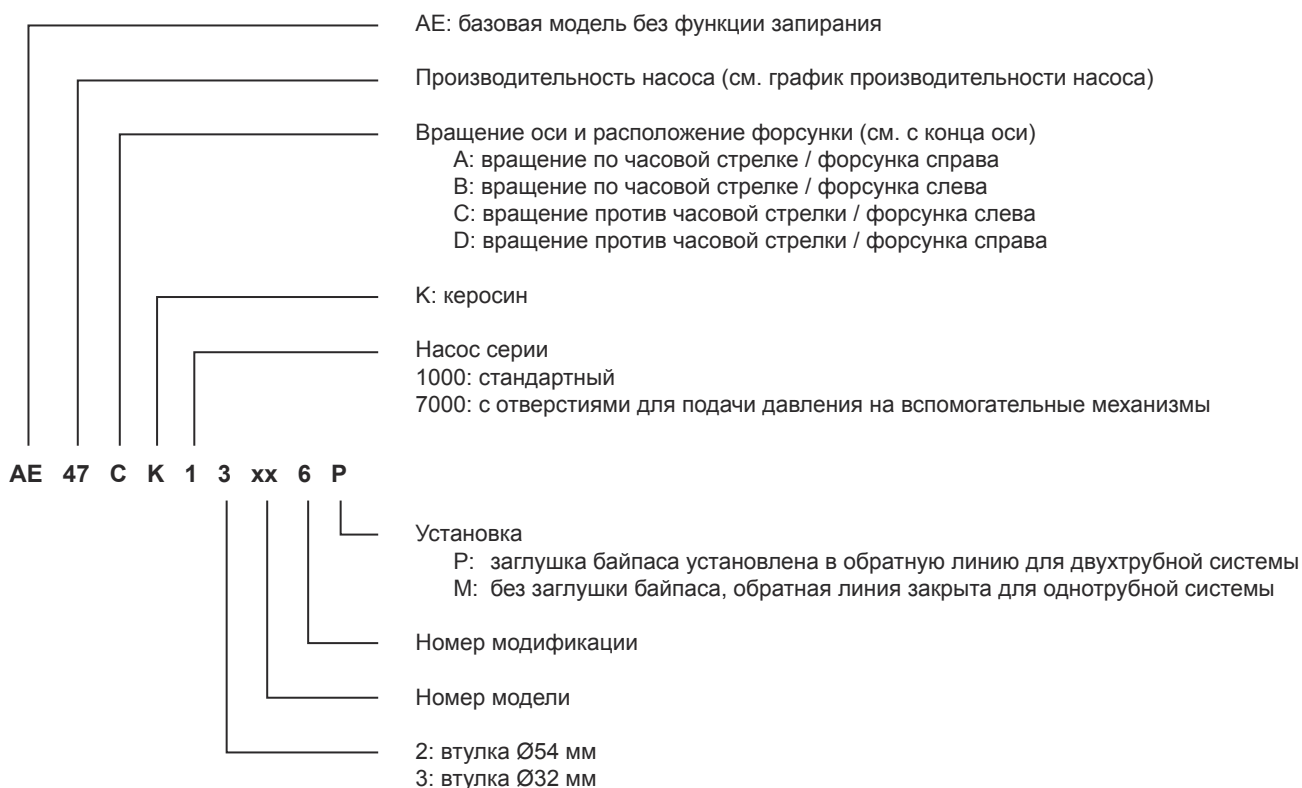 АЕ: базовая модель без функции запирания
Производительность насоса (см. график производительности насоса)
Вращение оси и расположение форсунки (см. с конца оси)
A: вращение по часовой стрелке / форсунка справа
B: вращение по часовой стрелке / форсунка слева
C: вращение против часовой стрелки / форсунка слева
D: вращение против часовой стрелки / форсунка справа
K: керосин
Насос серии
1000: стандартный
7000: с отверстиями для подачи давления на вспомогательные механизмы
AE 47 C K 1 3 xx 6 P
Установка
P: заглушка байпаса установлена в обратную линию для двухтрубной системы
M: без заглушки байпаса, обратная линия закрыта для однотрубной системы
Номер модификации
Номер модели
2: втулка Ø54 мм
3: втулка Ø32 мм